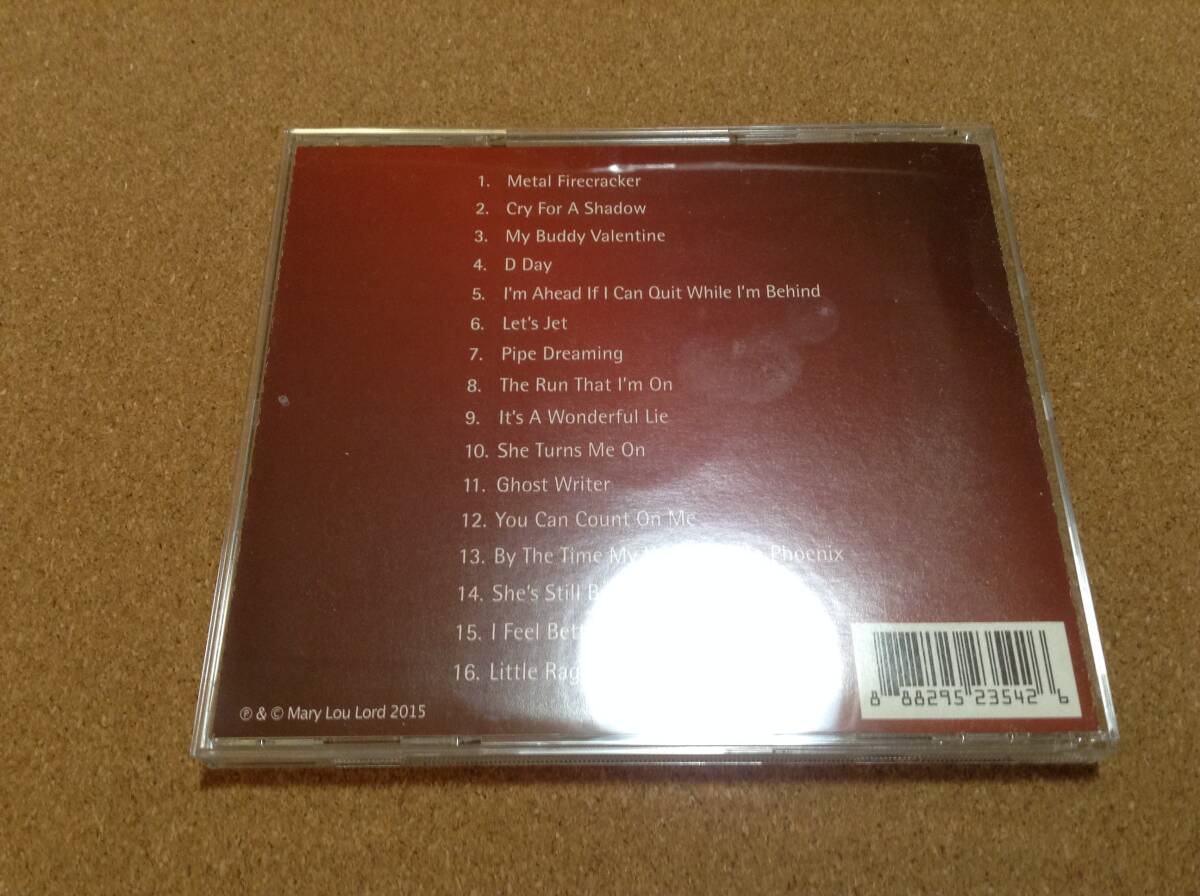 1. Metal Firecracker
2. Cry For A Shadow
3. My Buddy Valentine
4. D Day
5. I'm Ahead If I Can Quit While I'm Behind
6. Let's Jet
7. Pipe Dreaming
8. The Run That I'm On
9. It's A Wonderful Lie
10. She Turns Me On
11. Ghost Writer
12. You Can Count On Me
13. By The Time My Phoenix
14. She's Still
15. I Feel
16. Little
℗ & © Mary Lou Lord 2015
8 88295 23542 6